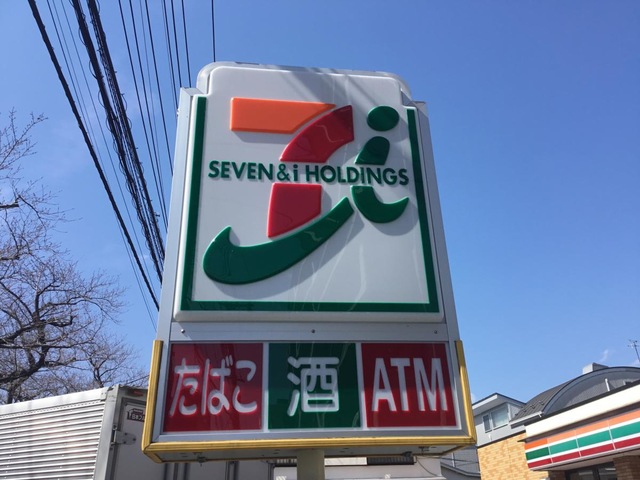 SEVEN & i HOLDINGS
たばこ 酒 ATM